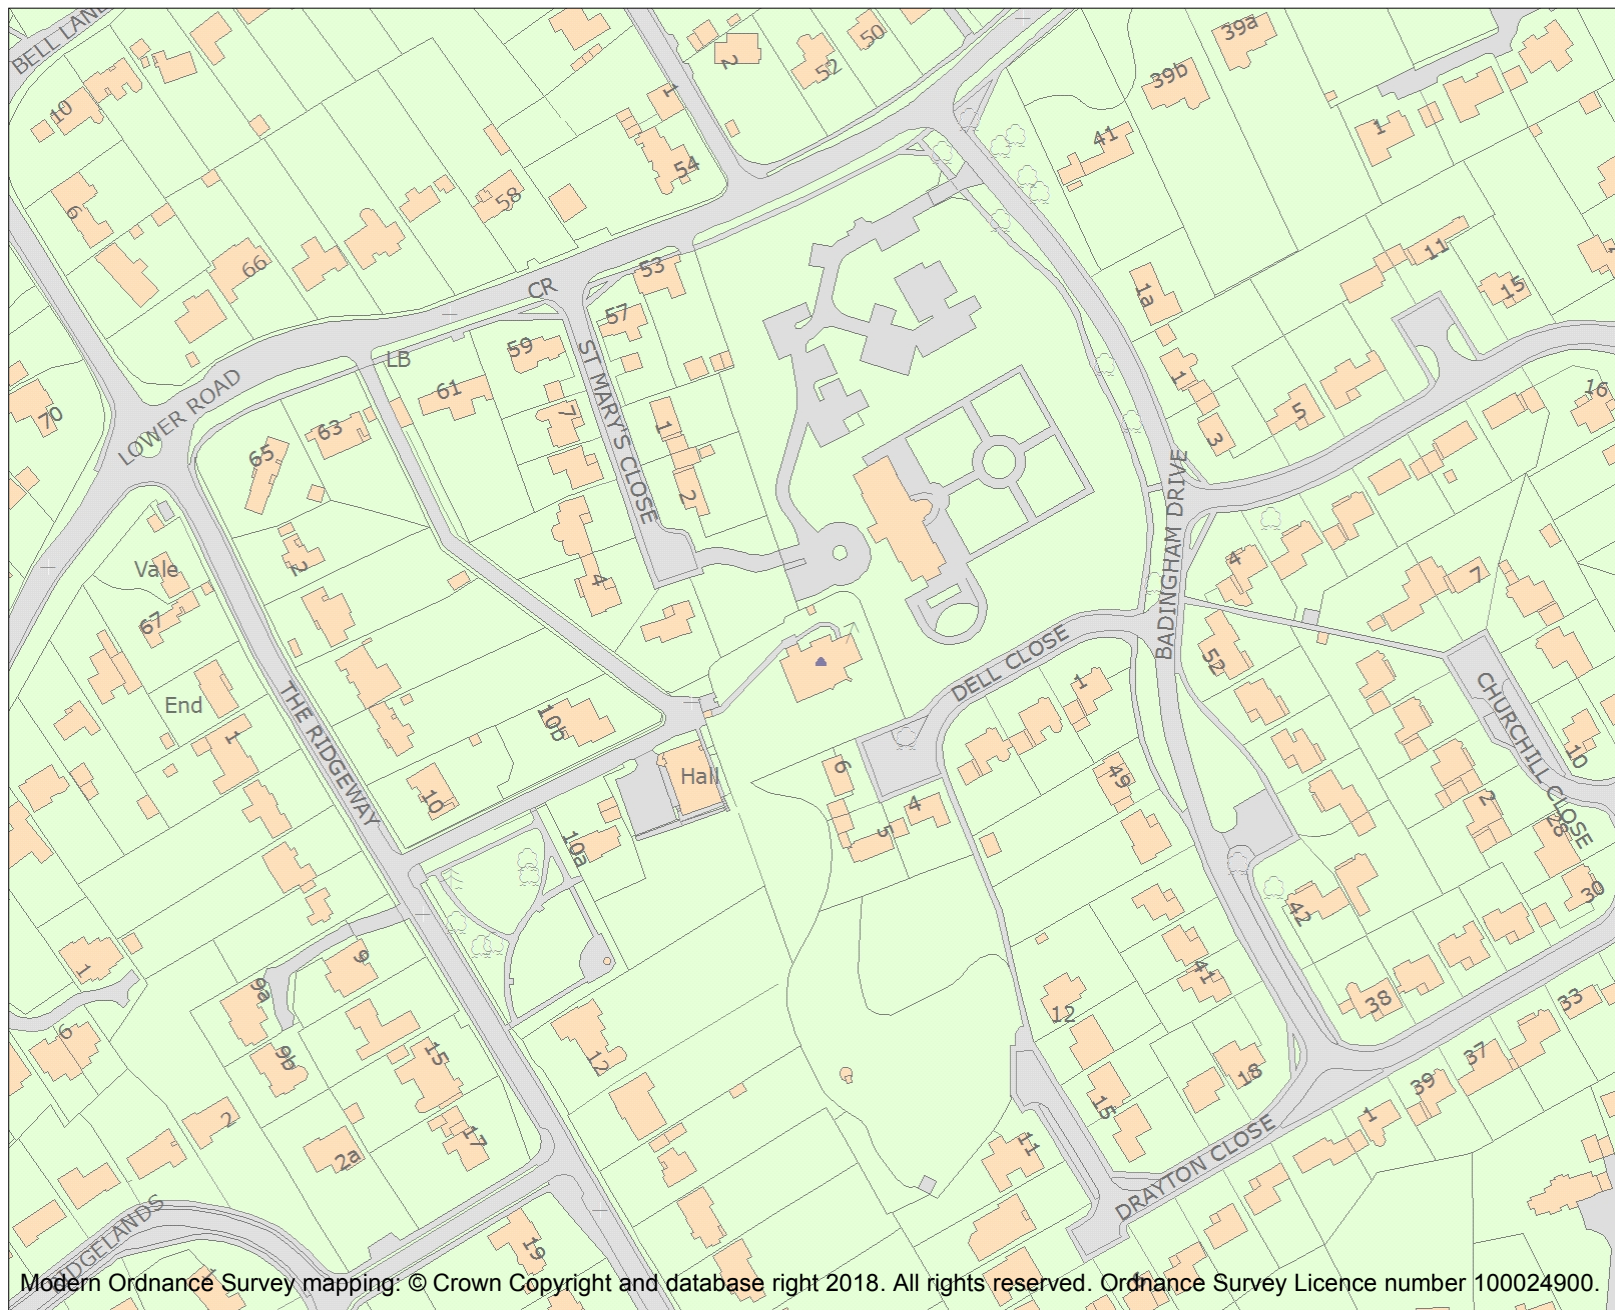 BELL LANE
10
2
52
50
39a
39b
1
54
41
1
6
58
66
53
CR
57
1a
11
15
70
LB
59
61
63
65
7
1
2
ST MARY'S CLOSE
LOWER ROAD
1
3
5
16
Vale
67
2
4
BADINGHAM DRIVE
4
7
52
End
1
THE RIDGEWAY
10b
10
Hall
10a
DELL CLOSE
1
6
4
5
49
CHURCHILL CLOSE
10
2
28
30
42
41
38
33
37
39
1
12
18
15
11
DRAYTON CLOSE
1
6
9a
9
9b
15
17
2
2a
12
19
RIDGELANDS
Modern Ordnance Survey mapping: © Crown Copyright and database right 2018. All rights reserved. Ordnance Survey Licence number 100024900.